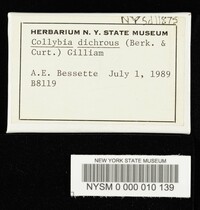 HERBARIUM N. Y. STATE MUSEUM
Collybia dichrous (Berk. &
Curt.) Gilliam
A.E. Bessette July 1, 1989
B8119
NEW YORK STATE MUSEUM
NYSM 0 000 010 139